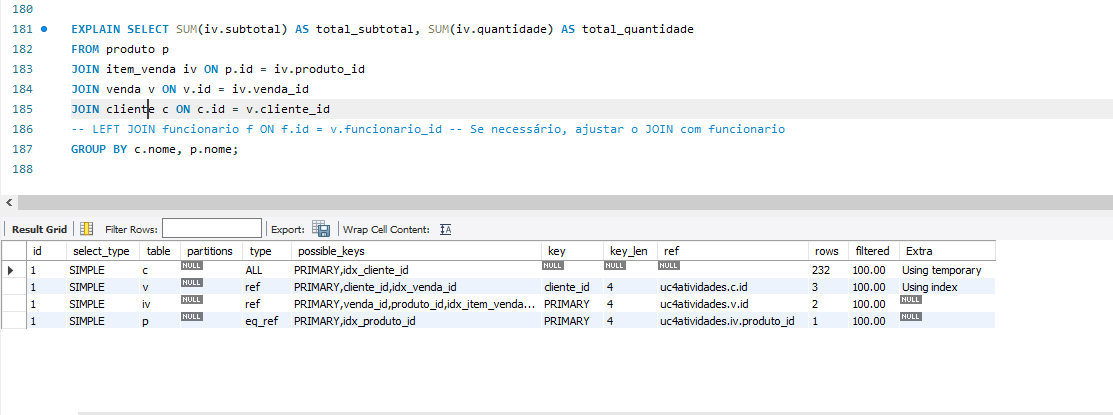 180
181 EXPLAIN SELECT SUM(iv.subtotal) AS total_subtotal, SUM(iv.quantidade) AS total_quantidade
182 FROM produto p
183 JOIN item_venda iv ON p.id = iv.produto_id
184 JOIN venda v ON v.id = iv.venda_id
185 JOIN cliente c ON c.id = v.cliente_id
186 -- LEFT JOIN funcionario f ON f.id = v.funcionario_id -- Se necessário, ajustar o JOIN com funcionario
187 GROUP BY c.nome, p.nome;
188
Result Grid Filter Rows: Export: Wrap Cell Content: IA
id select_type table partitions type possible_keys key key_len ref rows filtered Extra
1 SIMPLE c NULL ALL PRIMARY,idx_cliente_id NULL NULL NULL 232 100.00 Using temporary
1 SIMPLE v NULL ref PRIMARY,cliente_id,idx_venda_id cliente_id 4 uc4atividades.c.id 3 100.00 Using index
1 SIMPLE iv NULL ref PRIMARY,venda_id,produto_id,idx_item_venda... PRIMARY 4 uc4atividades.v.id 2 100.00 NULL
1 SIMPLE p NULL eq_ref PRIMARY,idx_produto_id PRIMARY 4 uc4atividades.iv.produto_id 1 100.00 NULL